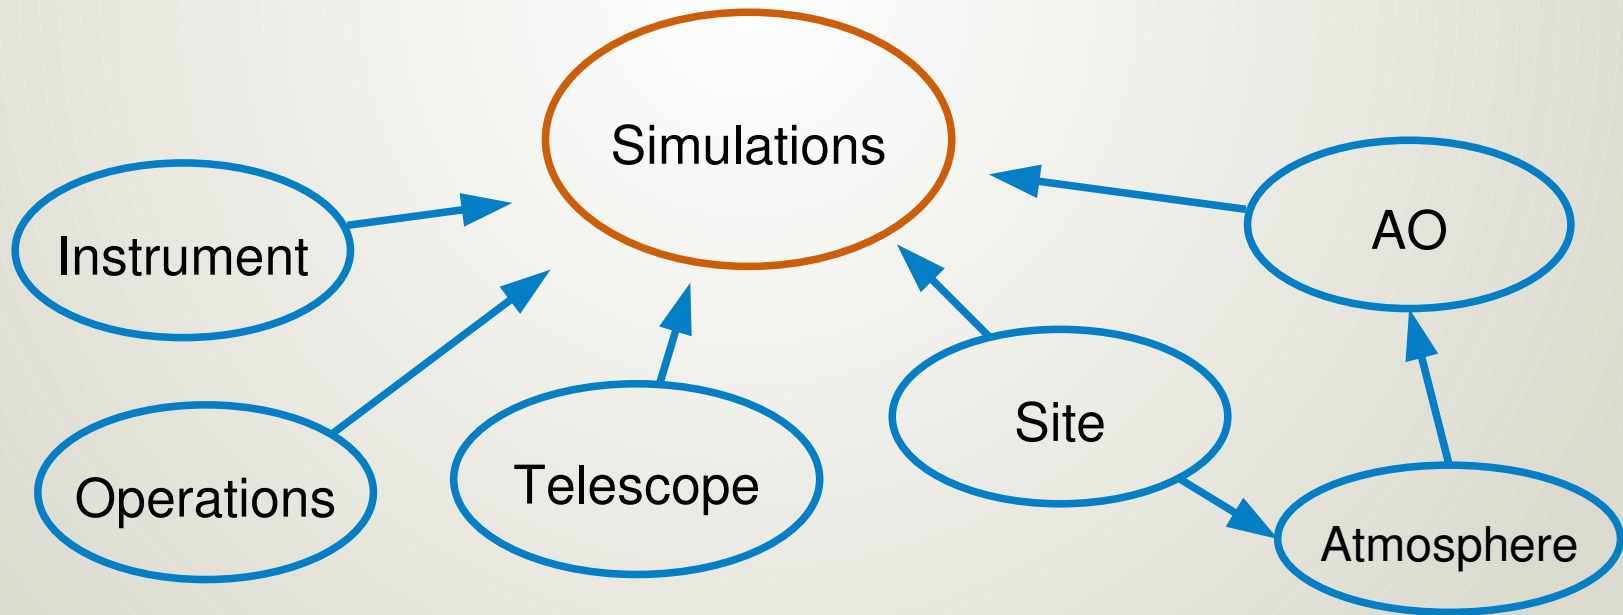 Simulations
Instrument
AO
Site
Operations
Telescope
Atmosphere